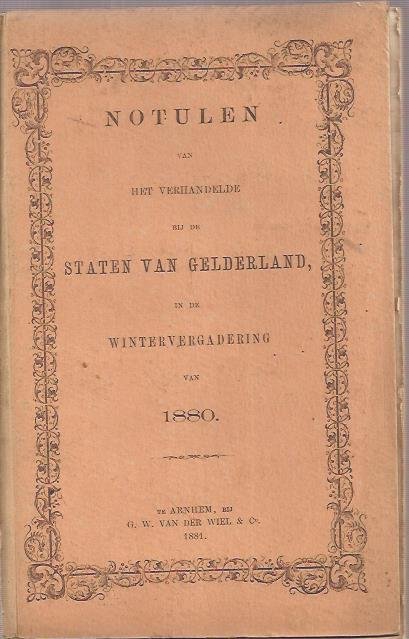 NOTULEN
VAN
HET VERHANDELDE
BIJ DE
STATEN VAN GELDERLAND,
IN DE
WINTERVERGADERING
VAN
1880.
TE ARNHEM, BIJ
G. W. VAN DER WIEL & Co.
1881.